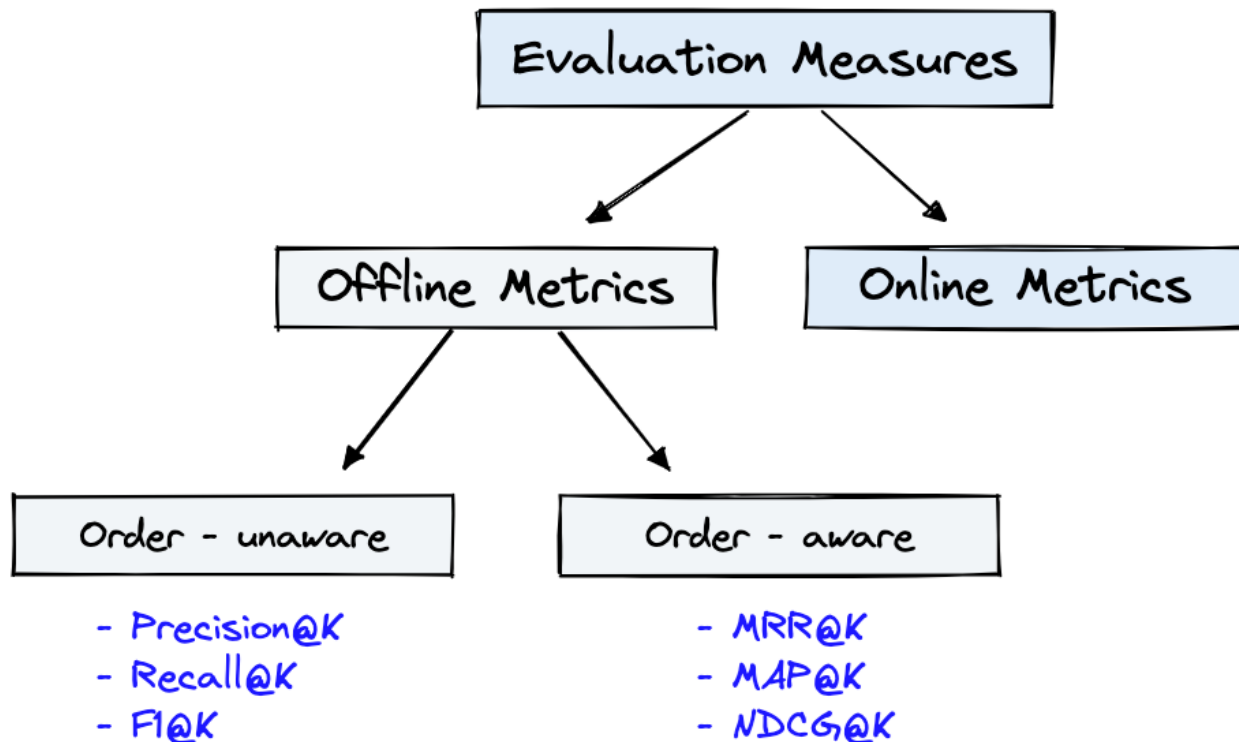 Evaluation Measures
Offline Metrics
Online Metrics
Order - unaware
Order - aware
- Precision@K
- Recall@K
- F1@K
- MRR@K
- MAP@K
- NDCG@K